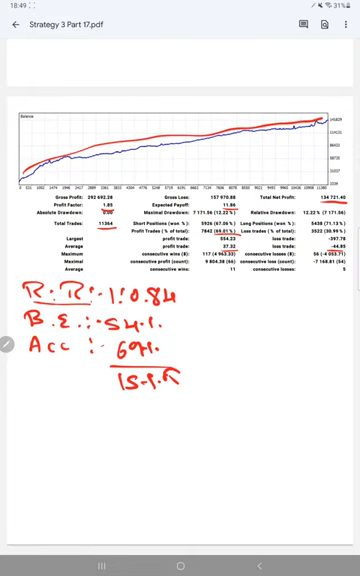 18:49
31%
Strategy 3 Part17.pdf
Balance
Gross Profit: 292 692.28 Gross Loss: 157 970.88 Total Net Profit: 134 721.40
Profit Factor: 1.85 Expected Payoff: 11.86
Absolute Drawdown: 0.00 Maximal Drawdown: 7 171.56 (12.22 %) Relative Drawdown: 12.22 % (7 171.56)
Total Trades: 11364 Short Positions (won %): 5926 (67.06 %) Long Positions (won %): 5438 (71.13 %)
Profit Trades (% of total): 7842 (69.01 %) Loss trades (% of total): 3522 (30.99 %)
Largest profit trade: 554.23 loss trade: -397.78
Average profit trade: 37.32 loss trade: -44.85
Maximum consecutive wins ($): 117 (4 963.33) consecutive losses ($): 56 (-4 053.71)
Maximal consecutive profit (count): 9 804.38 (56) consecutive loss (count): -7 168.81 (54)
Average consecutive wins: 11 consecutive losses: 5
R:R:- 1:0.84
B.E :- 54%
Acc :- 69%